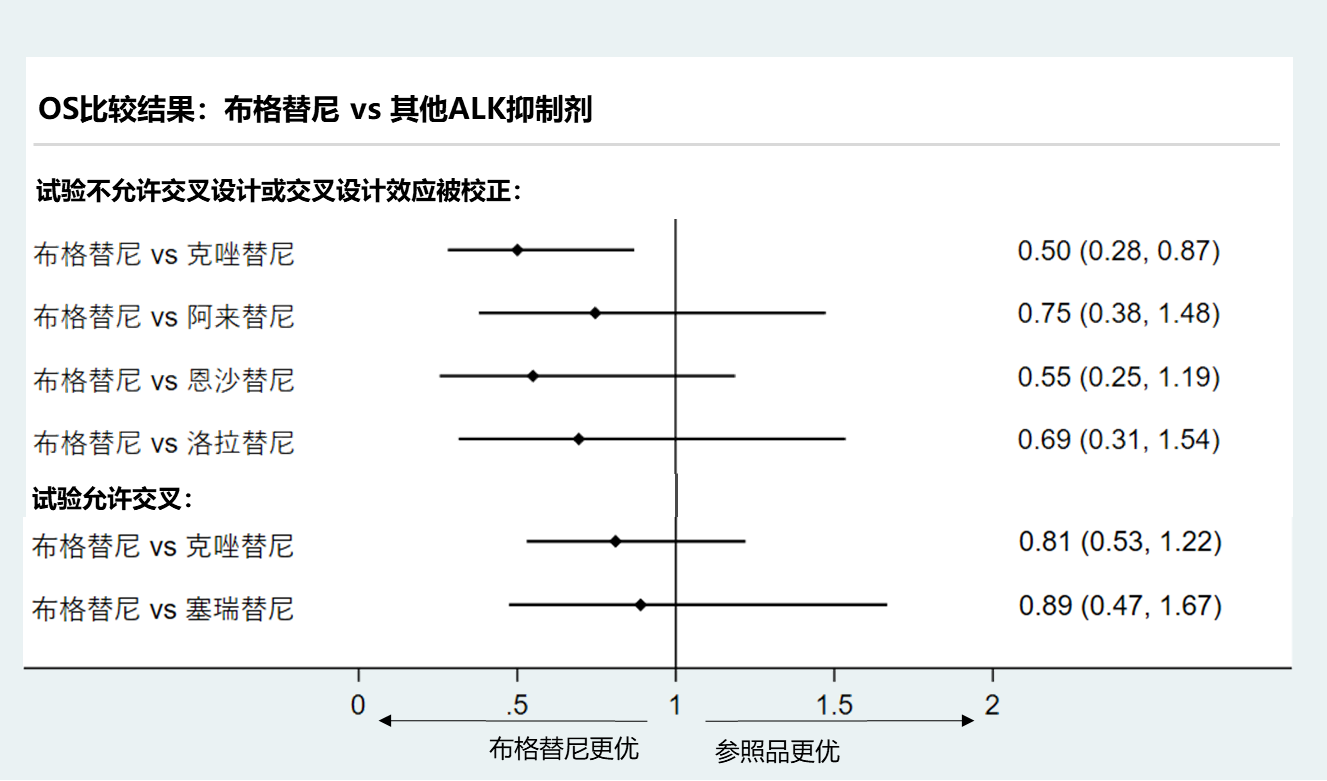 OS比较结果：布格替尼 vs 其他ALK抑制剂
试验不允许交叉设计或交叉设计效应被校正：
布格替尼 vs 克唑替尼 0.50 (0.28, 0.87)
布格替尼 vs 阿来替尼 0.75 (0.38, 1.48)
布格替尼 vs 恩沙替尼 0.55 (0.25, 1.19)
布格替尼 vs 洛拉替尼 0.69 (0.31, 1.54)
试验允许交叉：
布格替尼 vs 克唑替尼 0.81 (0.53, 1.22)
布格替尼 vs 塞瑞替尼 0.89 (0.47, 1.67)
0 .5 1 1.5 2
布格替尼更优 参照品更优